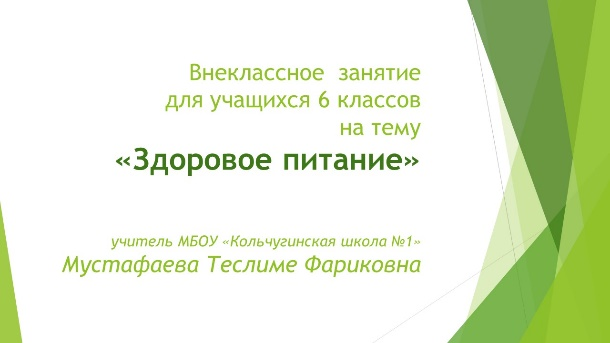 Внеклассное занятие
для учащихся 6 классов
на тему
«Здоровое питание»
учитель МБОУ «Кольчугинская школа №1»
Мустафаева Теслиме Фариковна